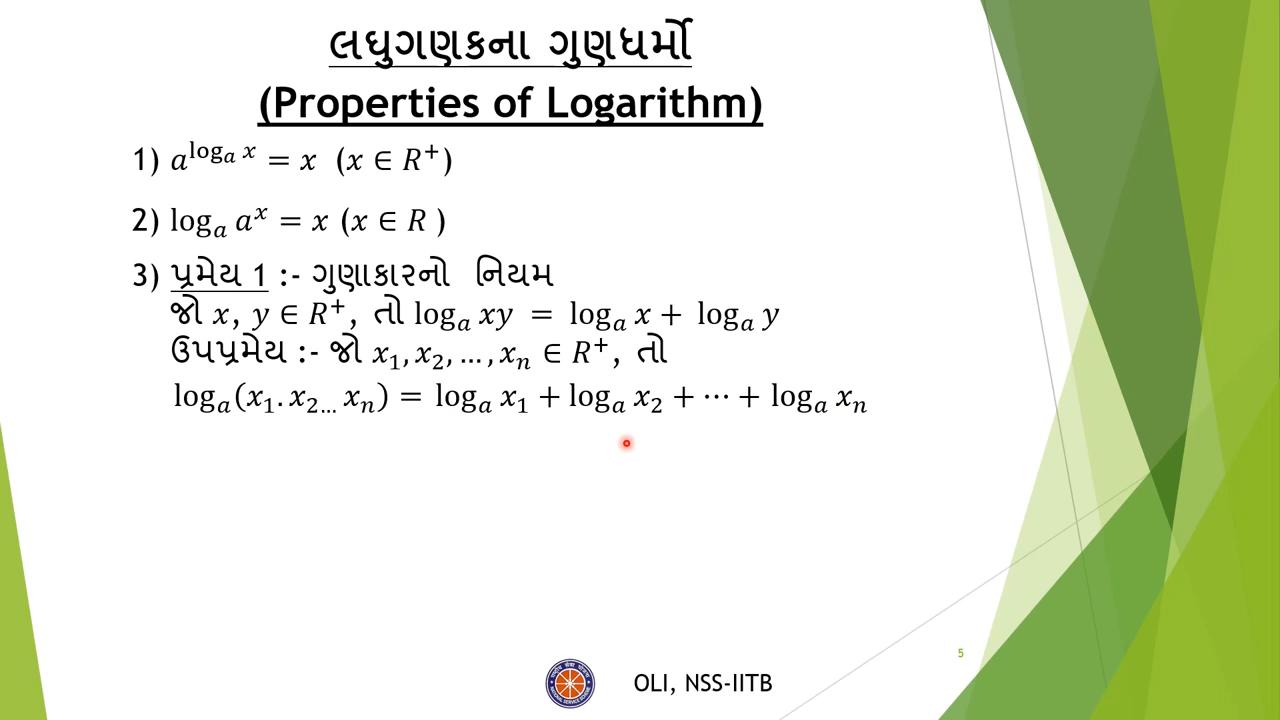 લઘુગણકના ગુણધર્મો
(Properties of Logarithm)
1) a^{log_a x} = x (x ∈ R⁺)
2) log_a a^x = x (x ∈ R )
3) પ્રમેય 1 :- ગુણાકારનો નિયમ
જો x, y ∈ R⁺, તો log_a xy = log_a x + log_a y
ઉપપ્રમેય :- જો x₁, x₂, … , xₙ ∈ R⁺, તો
log_a(x₁. x₂… xₙ) = log_a x₁ + log_a x₂ + ⋯ + log_a xₙ
5
OLI, NSS-IITB